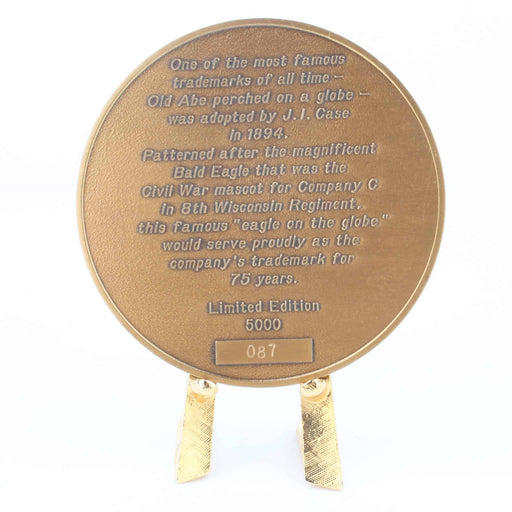 One of the most famous
trademarks of all time –
Old Abe perched on a globe –
was adopted by J.I. Case
in 1894.
Patterned after the magnificent
Bald Eagle that was the
Civil War mascot for Company C
in 8th Wisconsin Regiment,
this famous "eagle on the globe"
would serve proudly as the
company's trademark for
75 years.
Limited Edition
5000
087